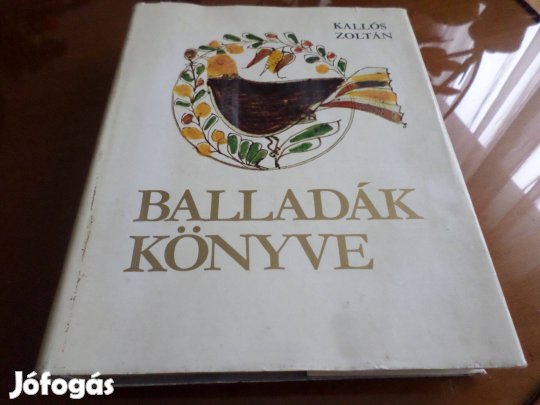 KALLÓS
ZOLTÁN
BALLADÁK
KÖNYVE
Jófogás